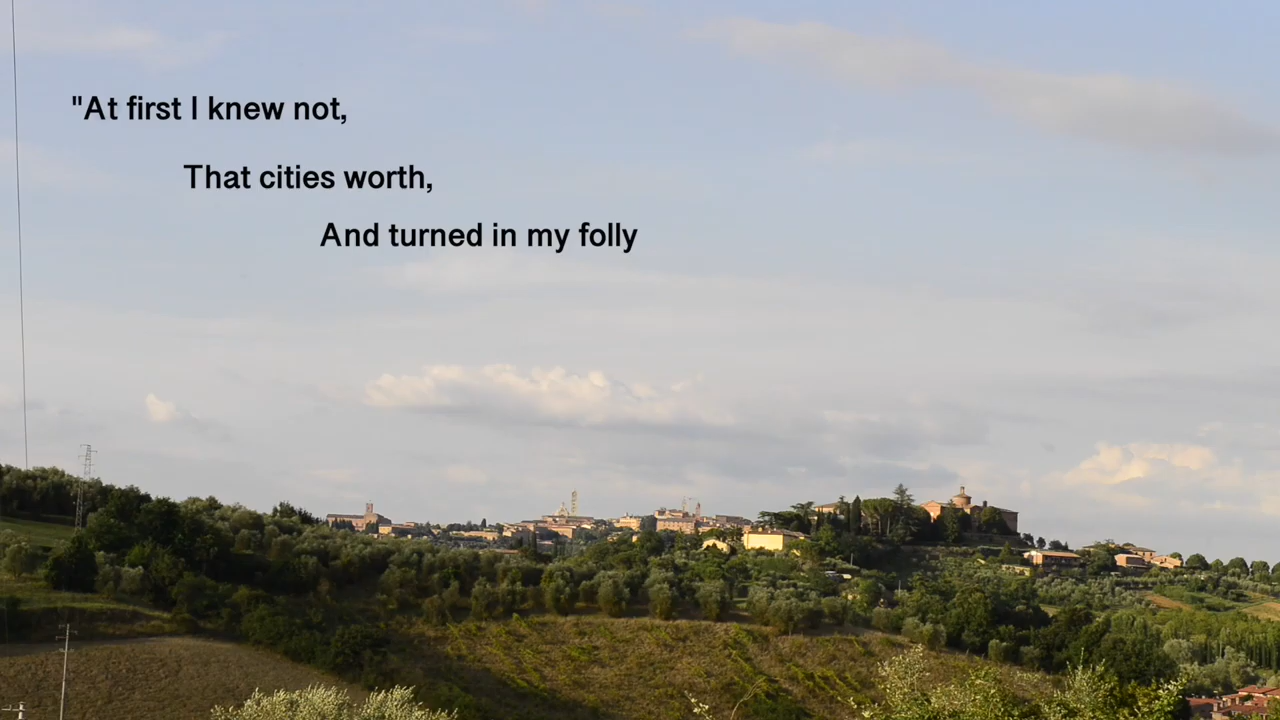 "At first I knew not,
That cities worth,
And turned in my folly